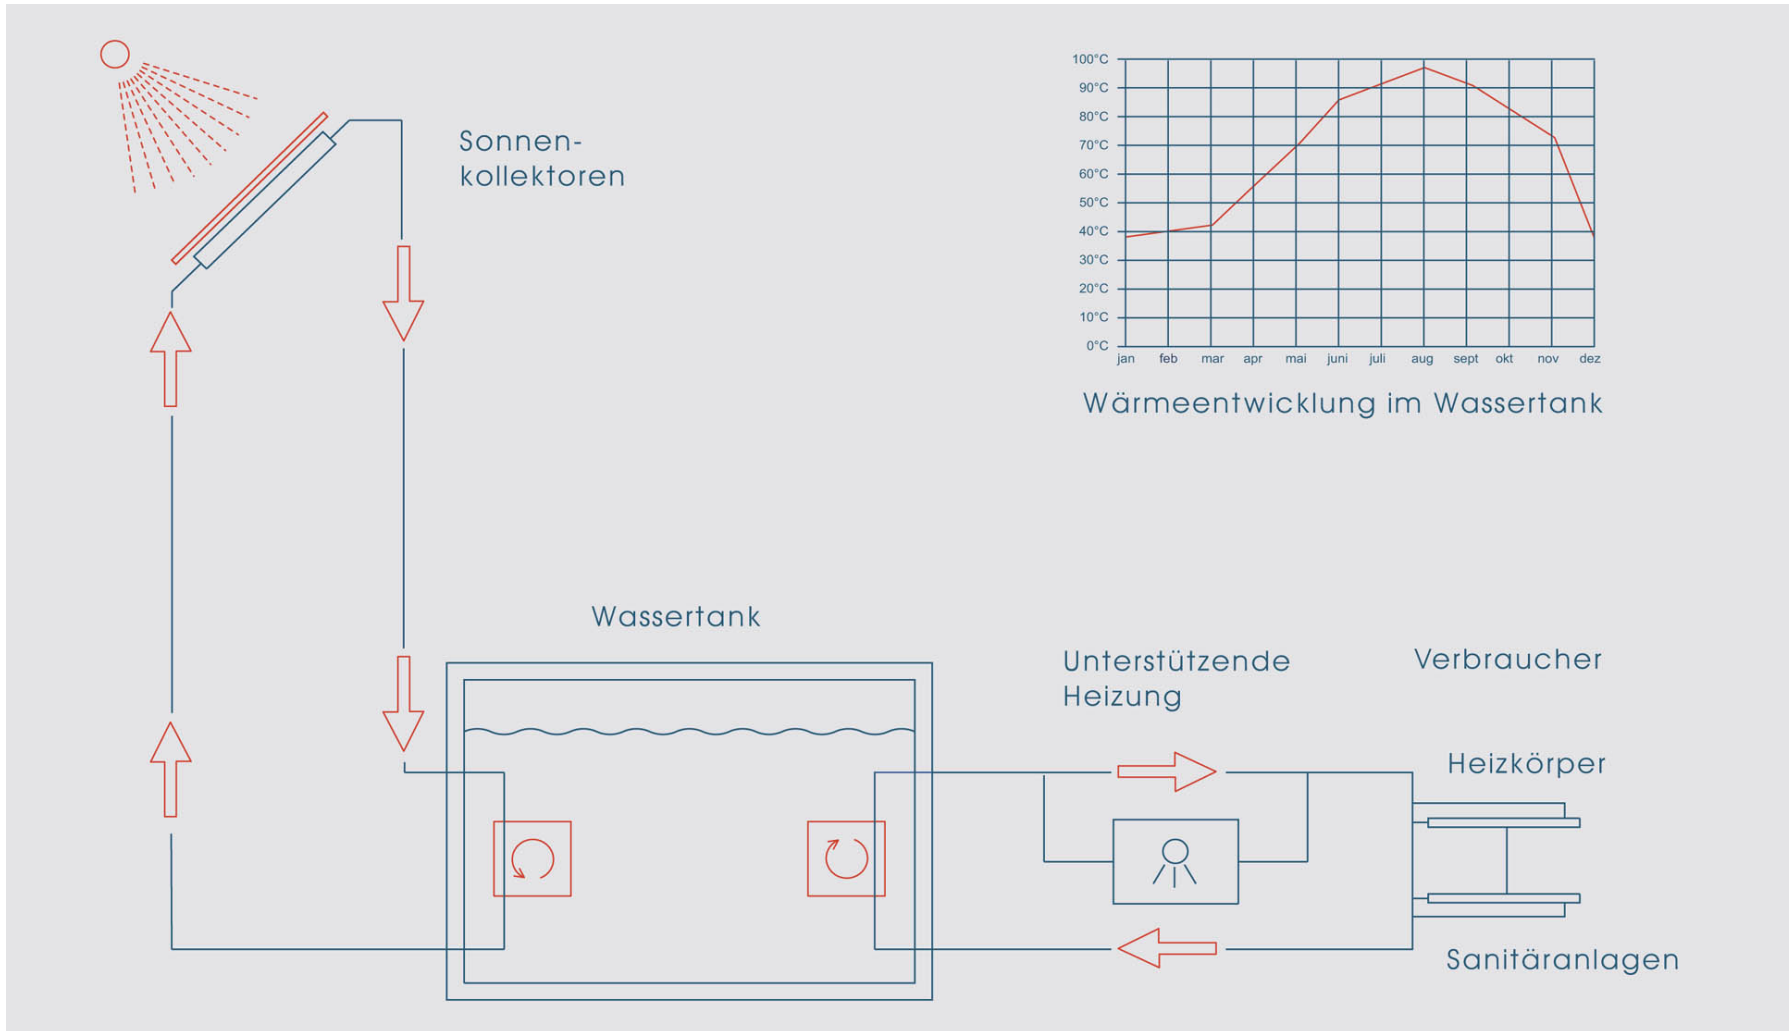 Sonnen-
kollektoren
100°C
90°C
80°C
70°C
60°C
50°C
40°C
30°C
20°C
10°C
0°C
jan feb mar apr mai juni juli aug sept okt nov dez
Wärmeentwicklung im Wassertank
Wassertank
Unterstützende
Heizung
Verbraucher
Heizkörper
Sanitäranlagen